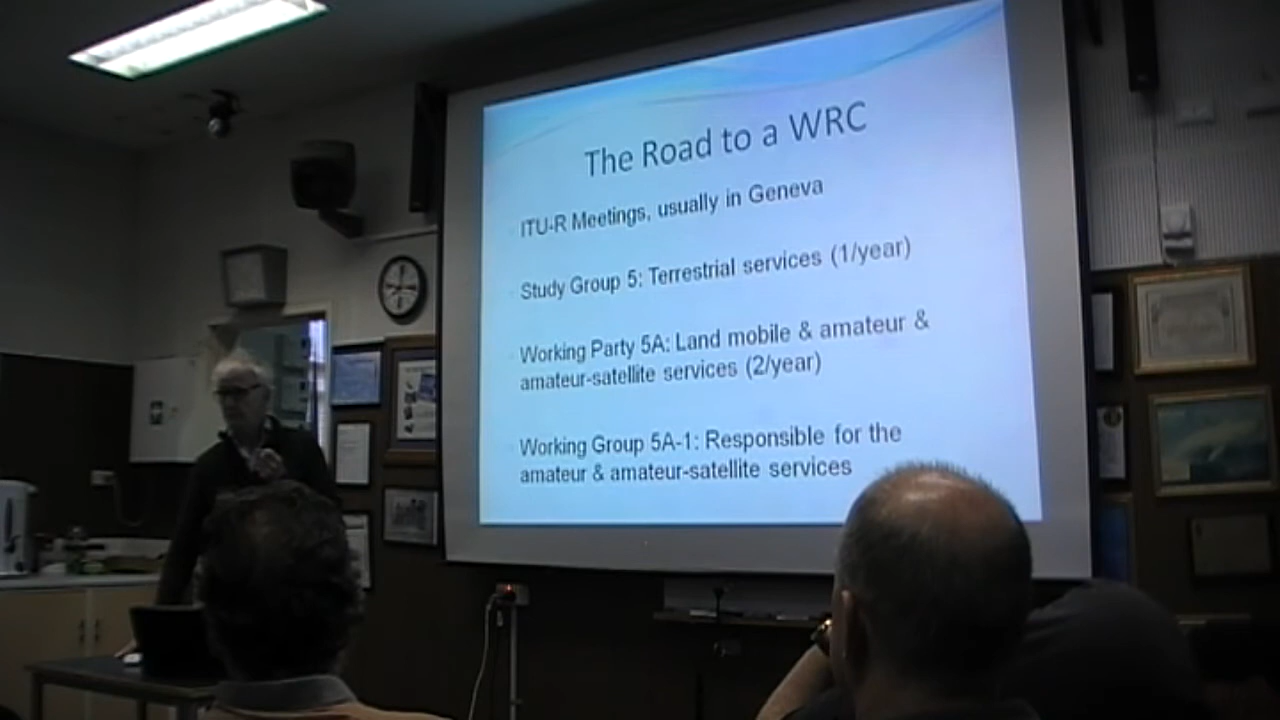 The Road to a WRC
ITU-R Meetings, usually in Geneva
Study Group 5: Terrestrial services (1/year)
Working Party 5A: Land mobile & amateur &
amateur-satellite services (2/year)
Working Group 5A-1: Responsible for the
amateur & amateur-satellite services